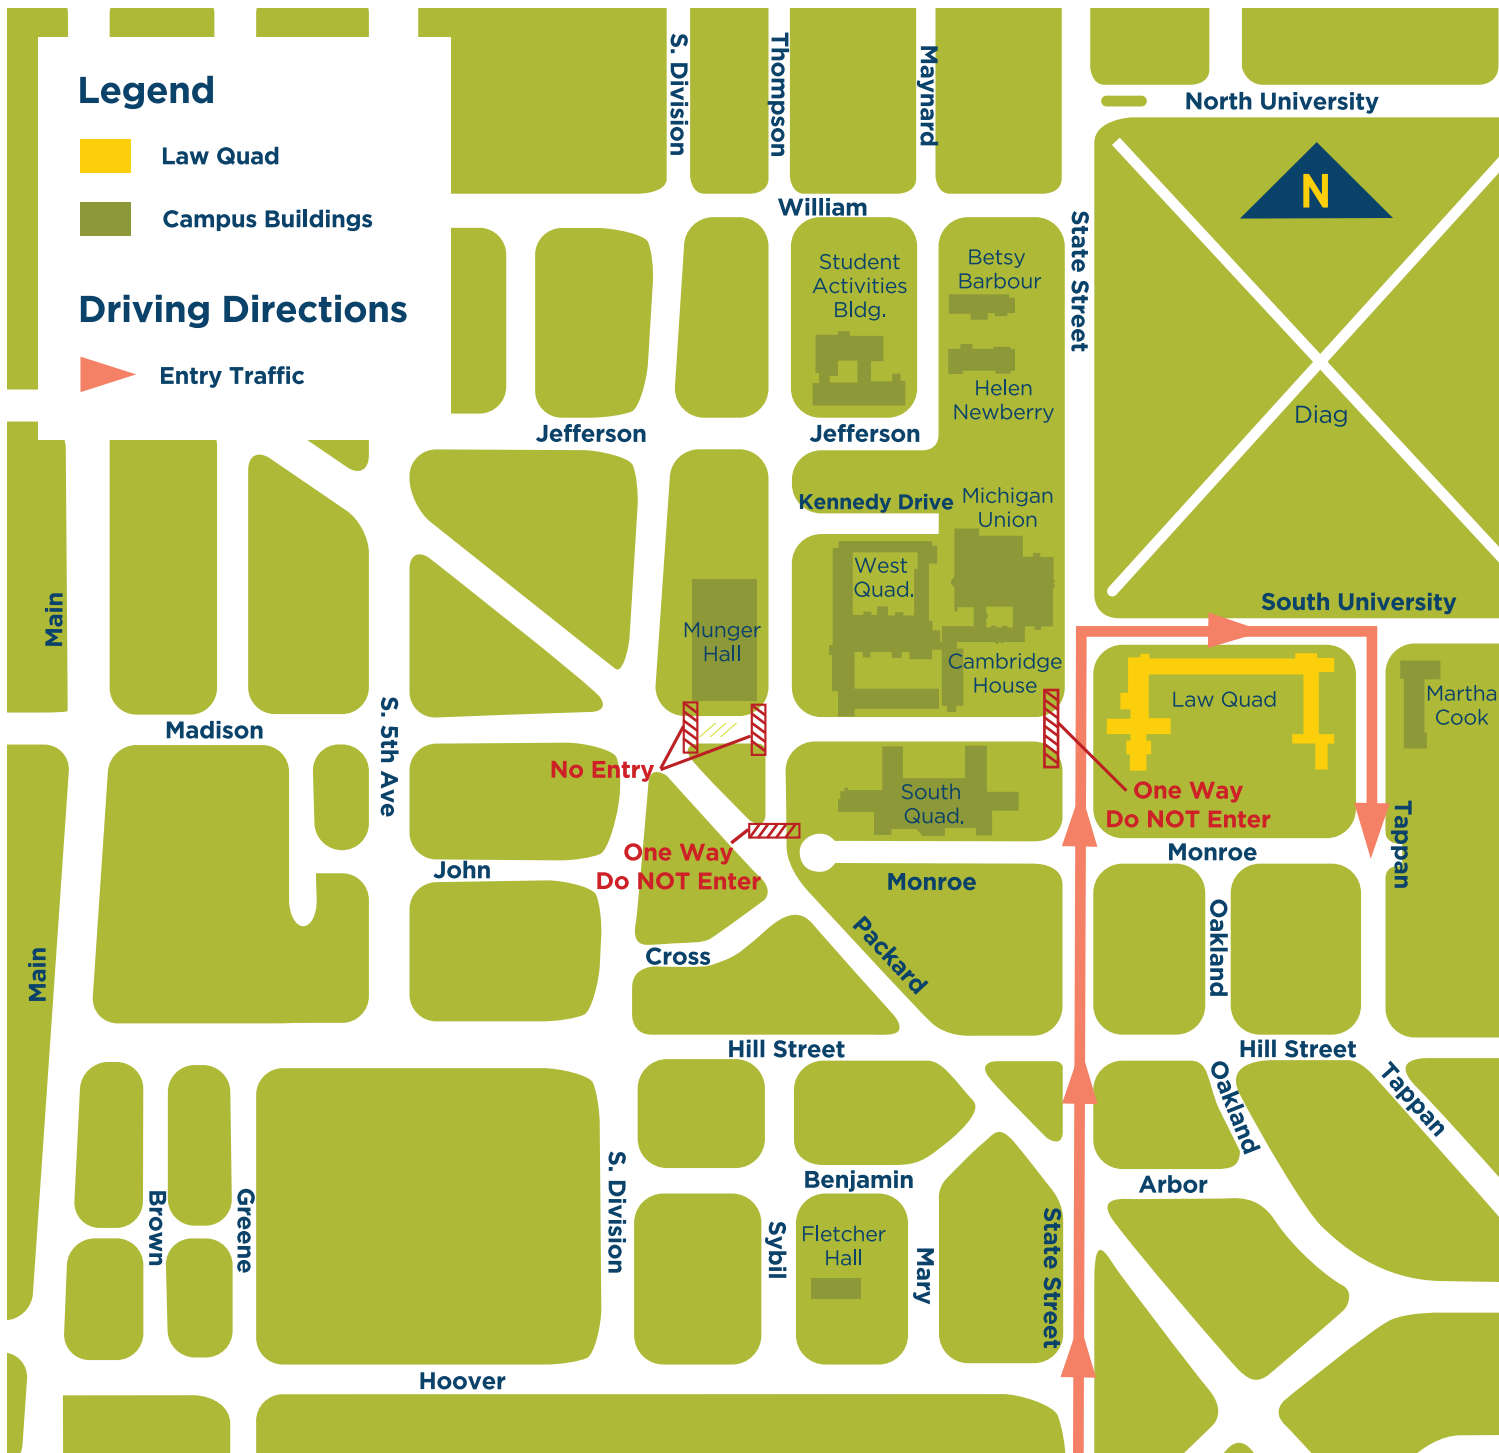 Legend
Law Quad
Campus Buildings
Driving Directions
Entry Traffic
S. Division
Thompson
Maynard
North University
N
William
State Street
Student
Activities
Bldg.
Betsy
Barbour
Helen
Newberry
Diag
Jefferson
Jefferson
Kennedy Drive
Michigan
Union
West
Quad.
South University
Main
Munger
Hall
Cambridge
House
Law Quad
Martha
Cook
Madison
S. 5th Ave
No Entry
One Way
Do NOT Enter
South
Quad.
Tappan
One Way
Do NOT Enter
John
Monroe
Monroe
Oakland
Packard
Cross
Main
Hill Street
Hill Street
Oakland
Tappan
Benjamin
Arbor
Brown
Greene
S. Division
Sybil
Fletcher
Hall
Mary
State Street
Hoover